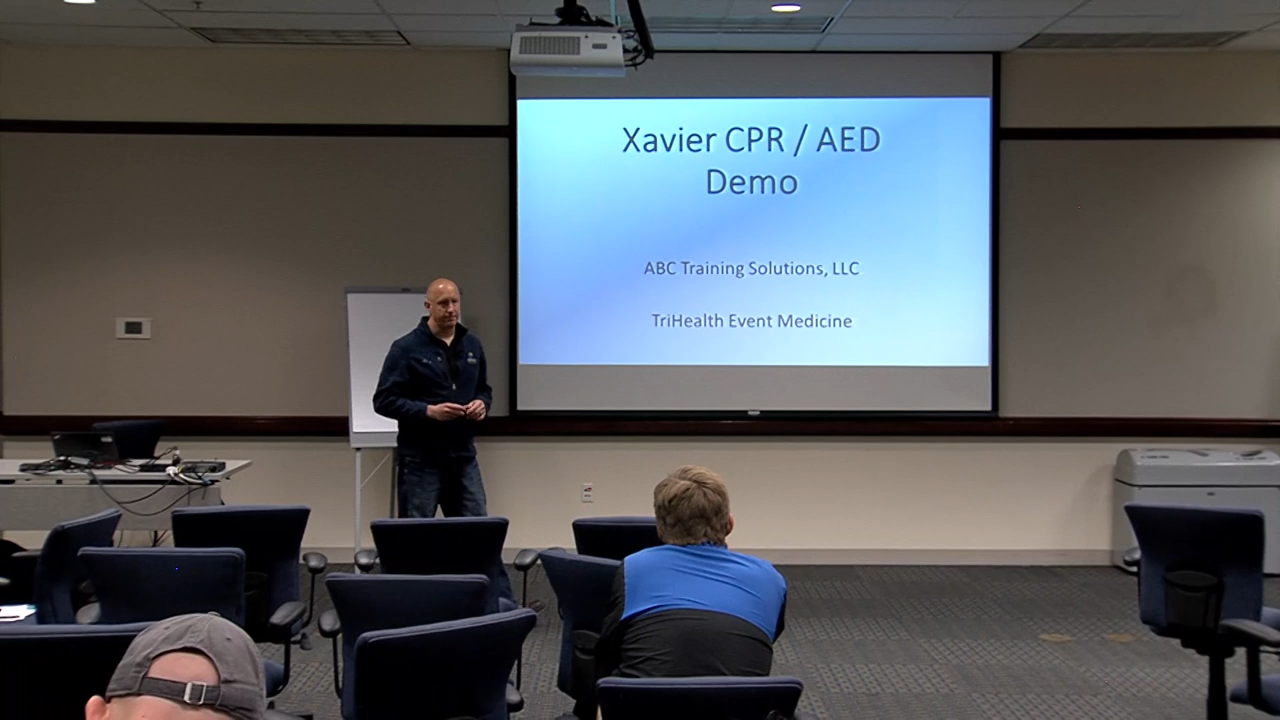 Xavier CPR / AED
Demo
ABC Training Solutions, LLC
TriHealth Event Medicine